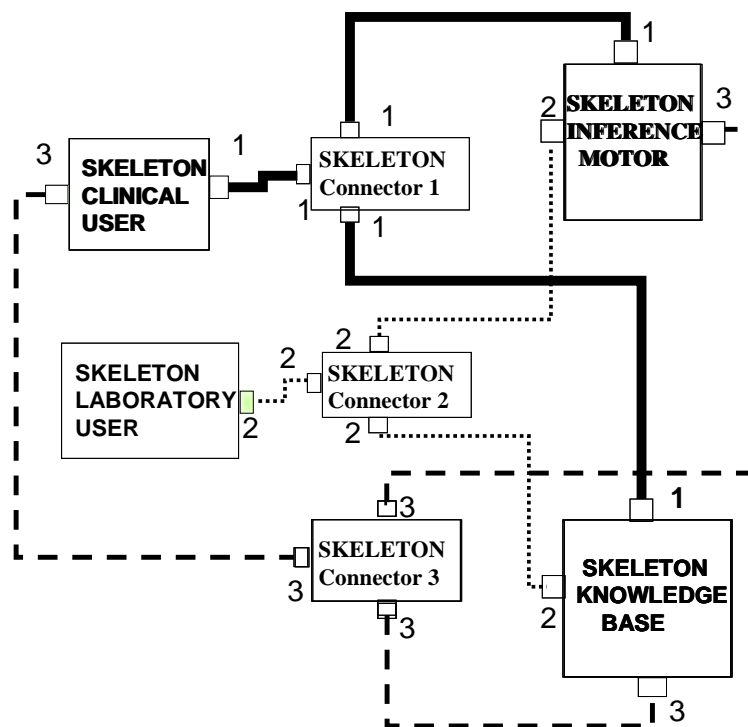 1
1
SKELETON
INFERENCE
MOTOR
2
3
3
SKELETON
CLINICAL
USER
1
SKELETON
Connector 1
1
1
SKELETON
LABORATORY
USER
2
2
2
SKELETON
Connector 2
2
3
SKELETON
Connector 3
3
3
1
SKELETON
KNOWLEDGE
BASE
2
3